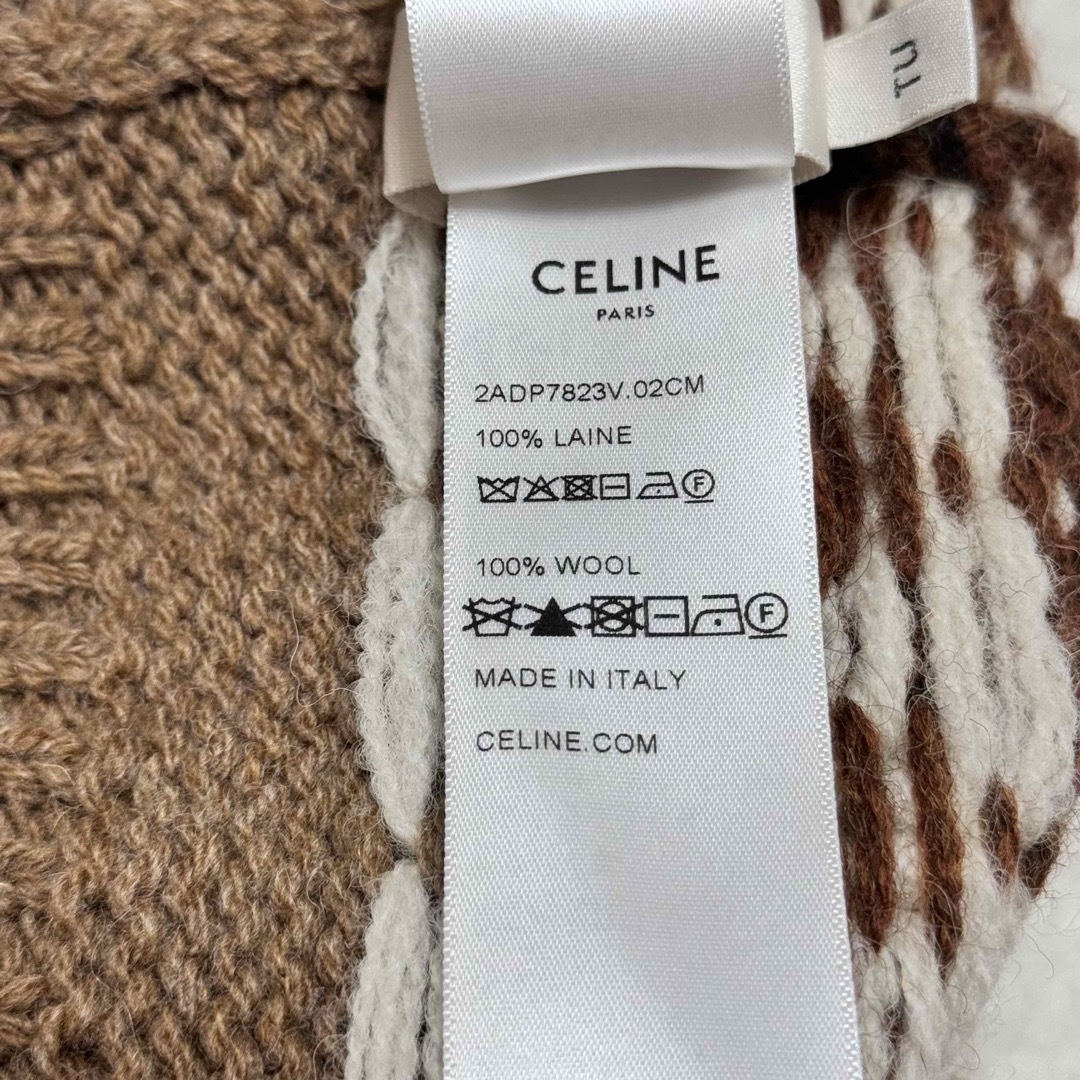 TU
CELINE
PARIS
2ADP7823V.02CM
100% LAINE
F
100% WOOL
F
MADE IN ITALY
CELINE.COM